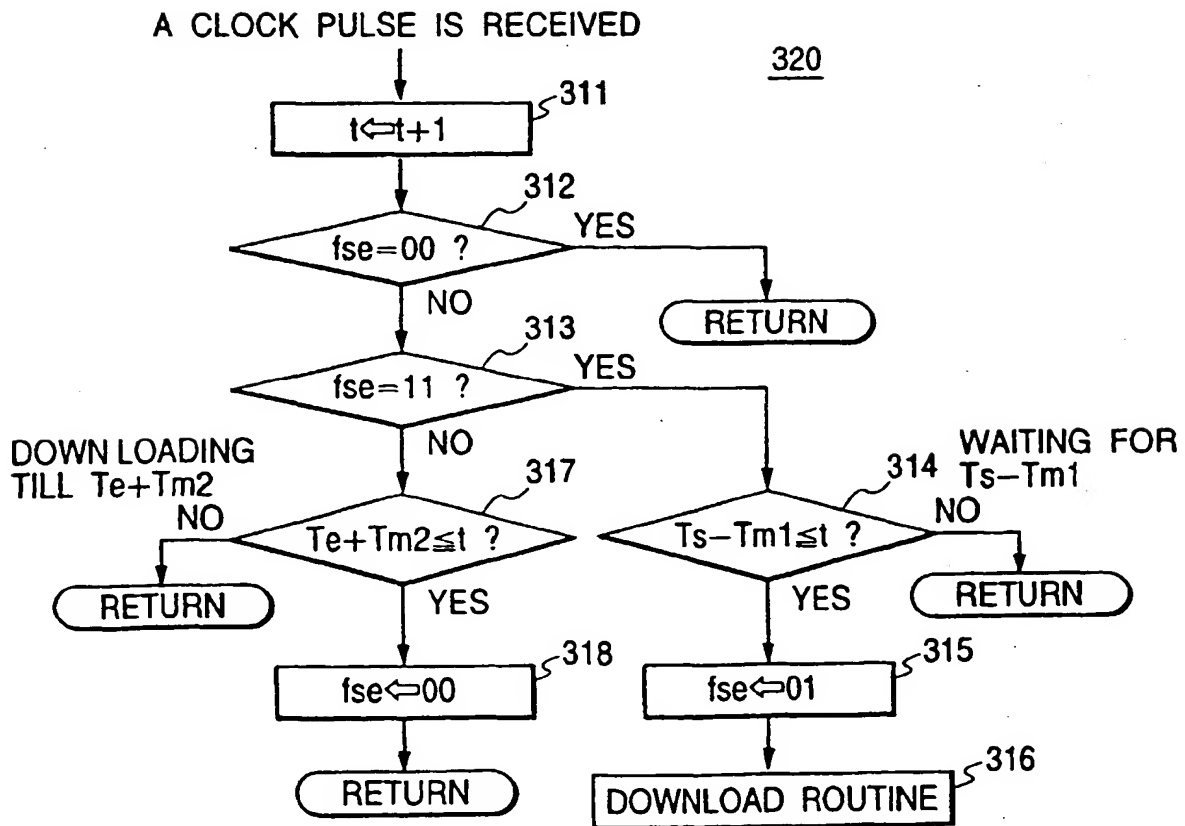 A CLOCK PULSE IS RECEIVED
320
311
t⇦t+1
312
fse=00 ?
YES
NO
RETURN
313
fse=11 ?
YES
NO
DOWN LOADING
TILL Te+Tm2
NO
317
Te+Tm2≦t ?
YES
RETURN
WAITING FOR
Ts−Tm1
314
NO
Ts−Tm1≦t ?
YES
RETURN
318
fse⇦00
315
fse⇦01
RETURN
316
DOWNLOAD ROUTINE